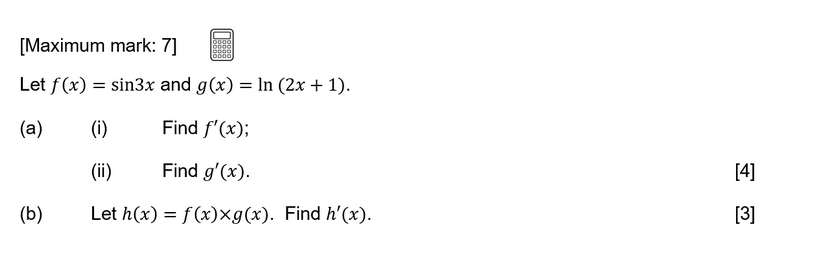 [Maximum mark: 7]
Let f(x) = sin3x and g(x) = ln (2x + 1).
(a) (i) Find f′(x);
(ii) Find g′(x). [4]
(b) Let h(x) = f(x)×g(x). Find h′(x). [3]